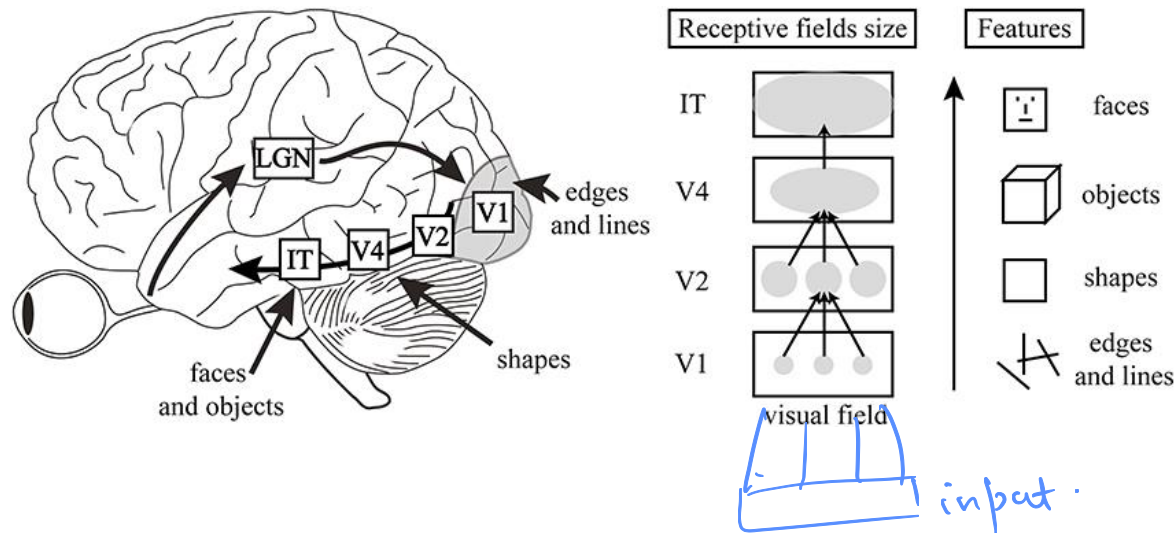 LGN
V1
V2
V4
IT
edges
and lines
shapes
faces
and objects
Receptive fields size
Features
IT
faces
V4
objects
V2
shapes
V1
edges
and lines
visual field
input.